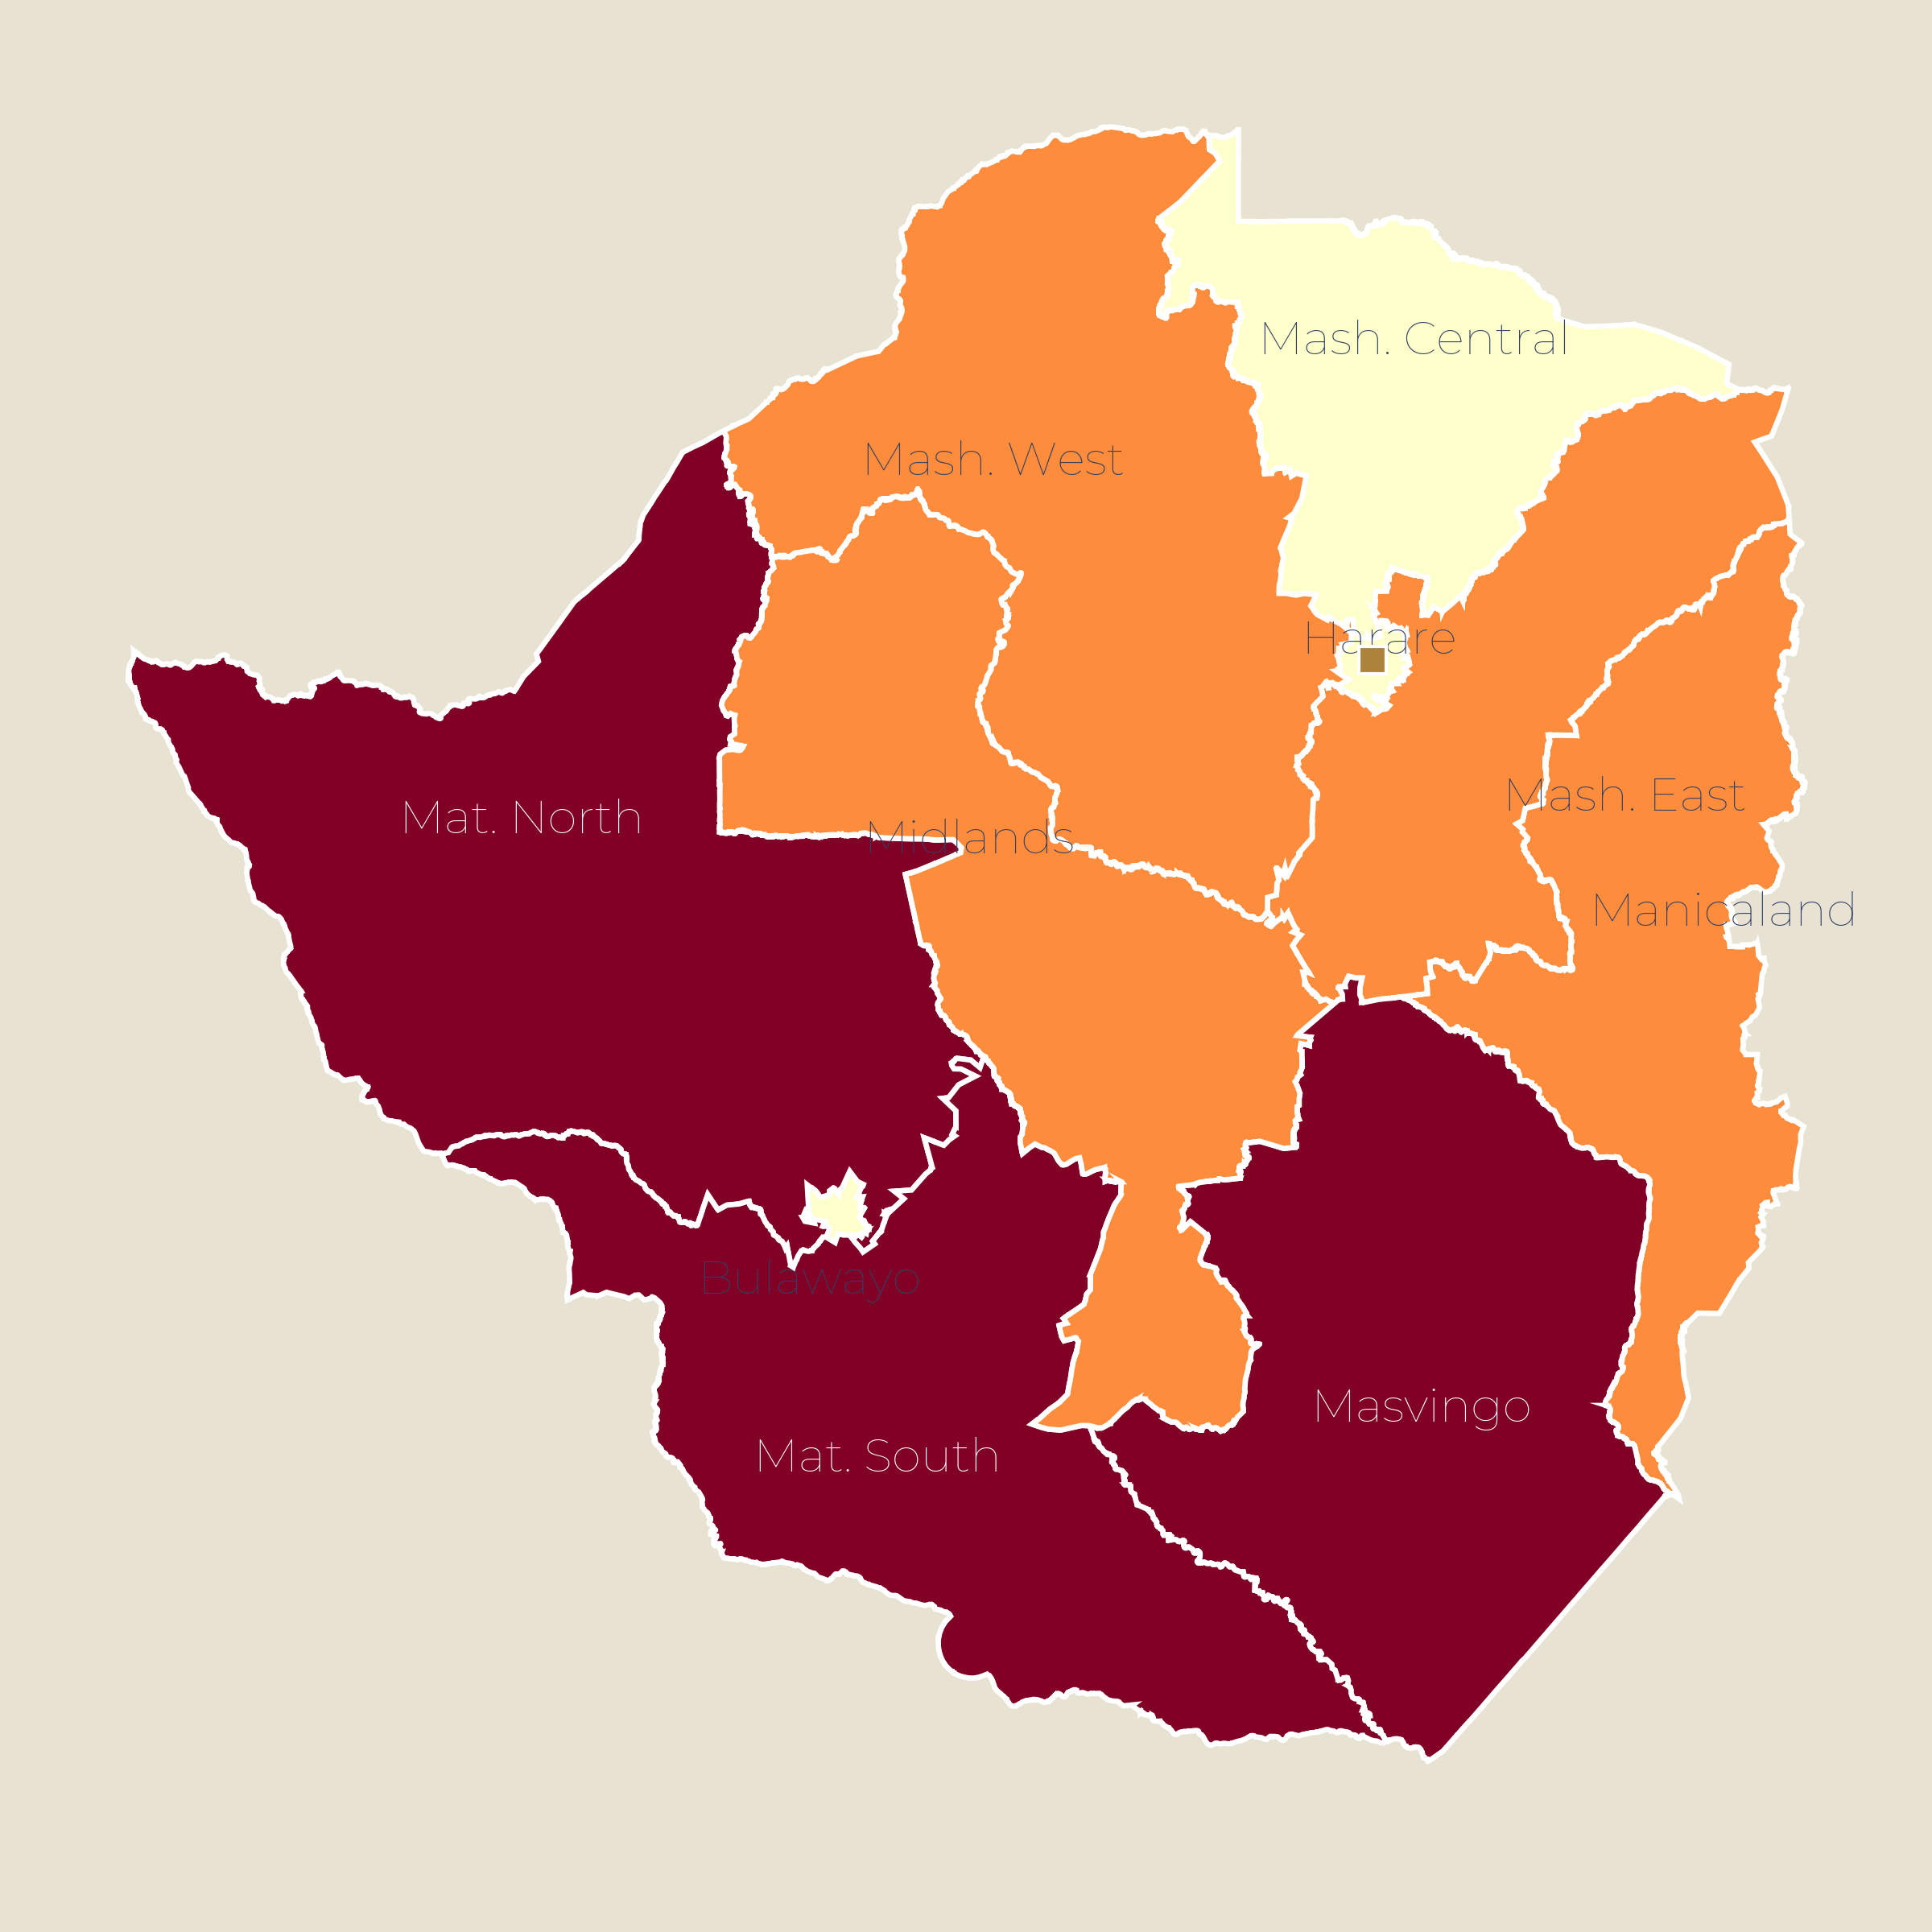 Mash. Central
Mash. West
Harare
Mash. East
Mat. North
Midlands
Manicaland
Bulawayo
Masvingo
Mat. South